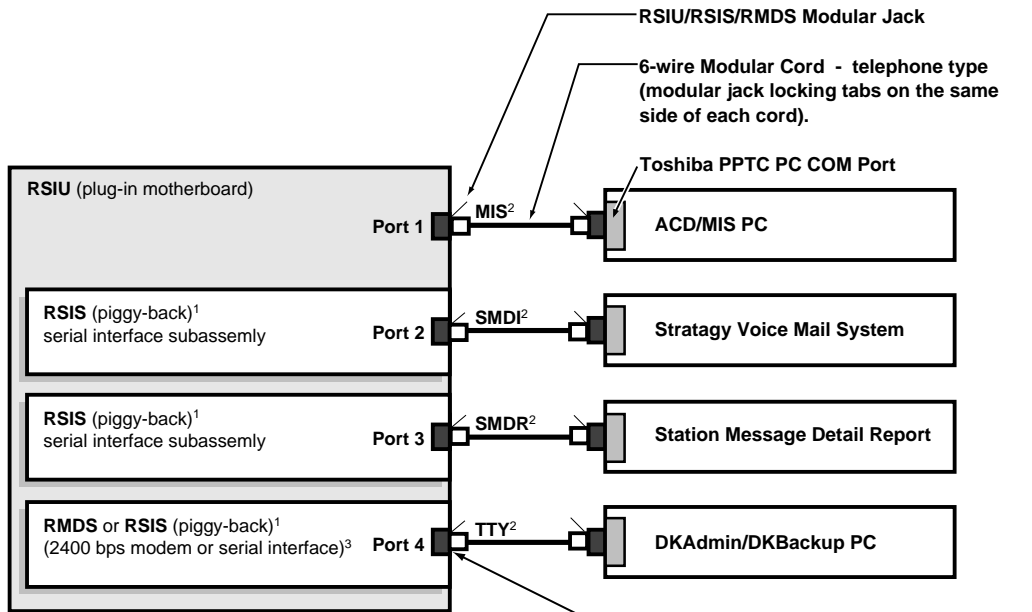 RSIU/RSIS/RMDS Modular Jack
6-wire Modular Cord - telephone type
(modular jack locking tabs on the same
side of each cord).
Toshiba PPTC PC COM Port
RSIU (plug-in motherboard)
Port 1
MIS²
ACD/MIS PC
RSIS (piggy-back)¹
serial interface subassemly
Port 2
SMDI²
Stratagy Voice Mail System
RSIS (piggy-back)¹
serial interface subassemly
Port 3
SMDR²
Station Message Detail Report
RMDS or RSIS (piggy-back)¹
(2400 bps modem or serial interface)³
Port 4
TTY²
DKAdmin/DKBackup PC